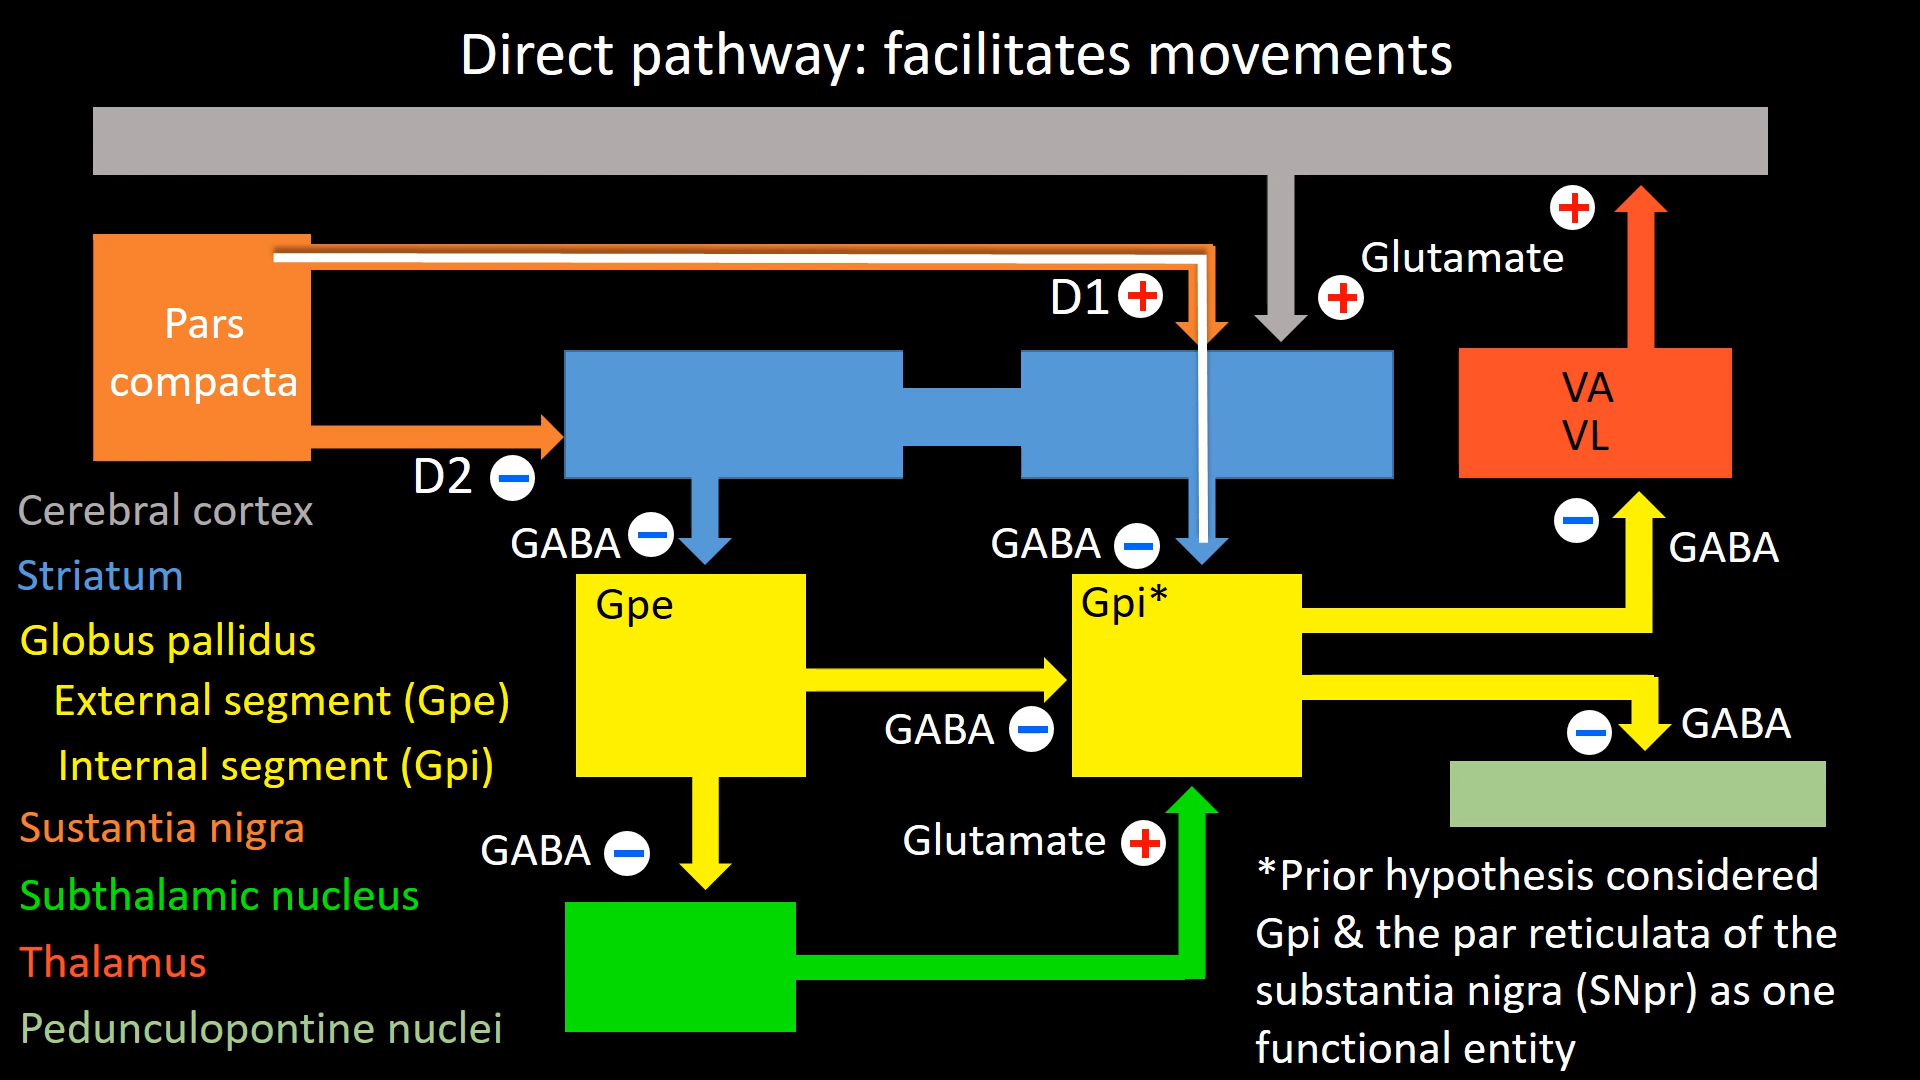 Direct pathway: facilitates movements
Glutamate
D1
Pars
compacta
VA
VL
D2
Cerebral cortex
GABA
GABA
GABA
Striatum
Gpe
Gpi*
Globus pallidus
External segment (Gpe)
GABA
GABA
Internal segment (Gpi)
Sustantia nigra
GABA
Glutamate
Subthalamic nucleus
Thalamus
Pedunculopontine nuclei
*Prior hypothesis considered
Gpi & the par reticulata of the
substantia nigra (SNpr) as one
functional entity